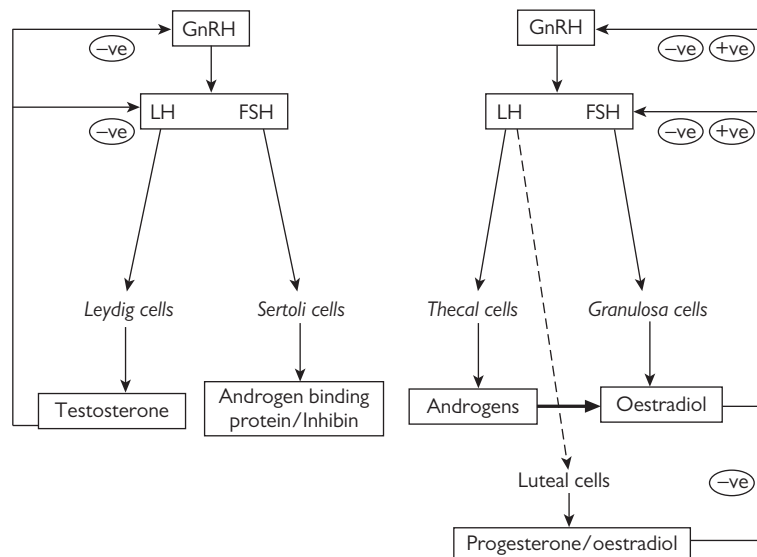 GnRH
–ve
LH FSH
–ve
Leydig cells
Sertoli cells
Testosterone
Androgen binding
protein/Inhibin
GnRH
–ve +ve
LH FSH
–ve +ve
Thecal cells
Granulosa cells
Androgens
Oestradiol
Luteal cells
–ve
Progesterone/oestradiol